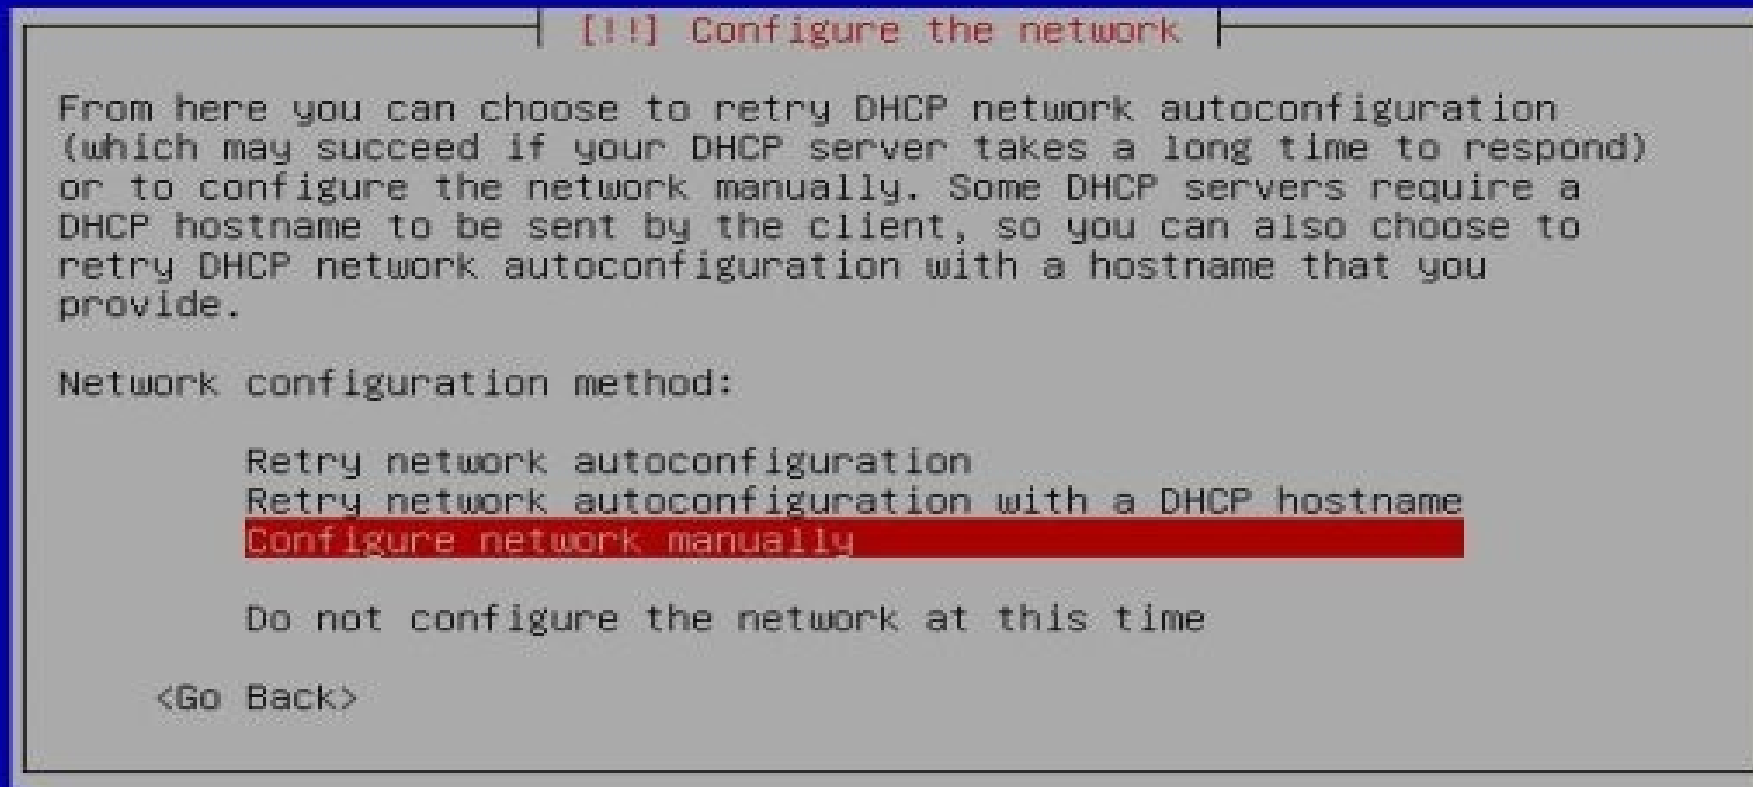 [!!] Configure the network
From here you can choose to retry DHCP network autoconfiguration
(which may succeed if your DHCP server takes a long time to respond)
or to configure the network manually. Some DHCP servers require a
DHCP hostname to be sent by the client, so you can also choose to
retry DHCP network autoconfiguration with a hostname that you
provide.
Network configuration method:
Retry network autoconfiguration
Retry network autoconfiguration with a DHCP hostname
Configure network manually
Do not configure the network at this time
<Go Back>